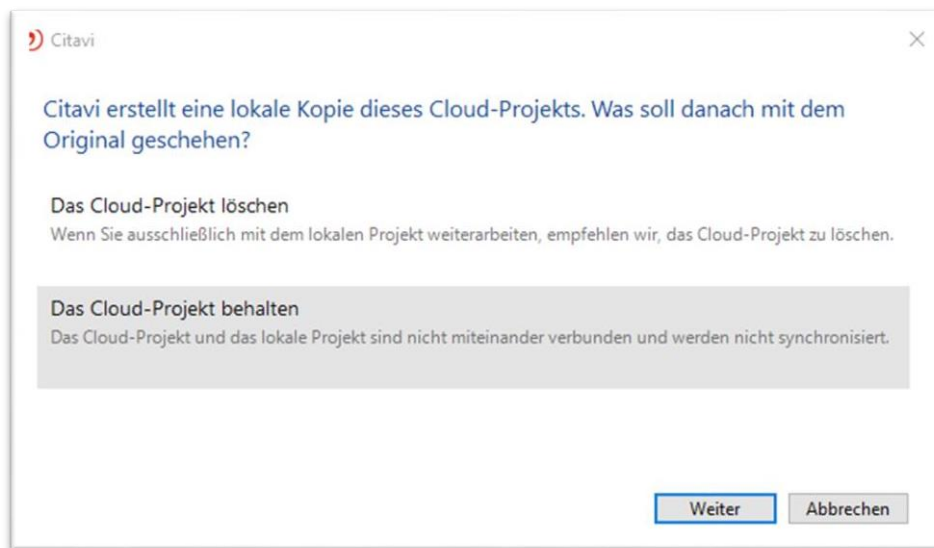 Citavi
Citavi erstellt eine lokale Kopie dieses Cloud-Projekts. Was soll danach mit dem
Original geschehen?
Das Cloud-Projekt löschen
Wenn Sie ausschließlich mit dem lokalen Projekt weiterarbeiten, empfehlen wir, das Cloud-Projekt zu löschen.
Das Cloud-Projekt behalten
Das Cloud-Projekt und das lokale Projekt sind nicht miteinander verbunden und werden nicht synchronisiert.
Weiter Abbrechen